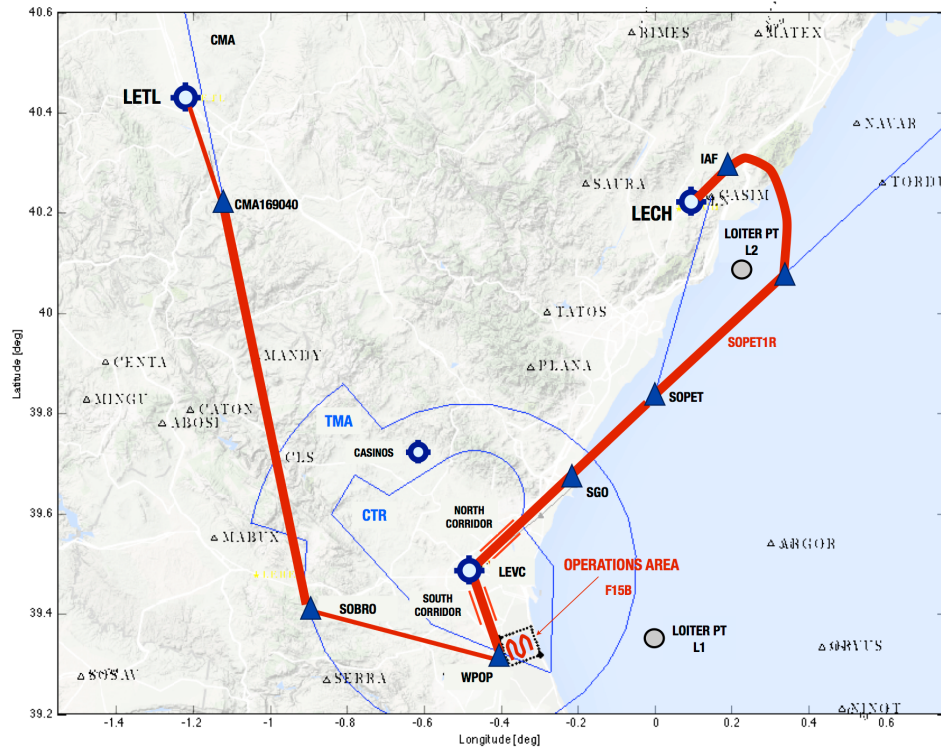 40.6
CMA
RIMES
MATEX
LETL
40.4
NAVAR
IAF
SAURA
GASIM
TORDU
40.2
CMA169040
LECH
LOITER PT
L2
40
TATOS
SOPET1R
CENTA
MANDY
PLANA
MINGU
CATON
ABOSI
SOPET
39.8
TMA
CASINOS
CLS
SGO
39.6
CTR
NORTH
CORRIDOR
MABUX
ARGOR
LEVC
OPERATIONS AREA
F15B
SOUTH
CORRIDOR
39.4
SOBRO
LOITER PT
L1
WPOP
SERRA
39.2
-1.4
-1.2
-1
-0.8
-0.6
-0.4
-0.2
0
0.2
0.4
0.6
Latitude [deg]
Longitude [deg]